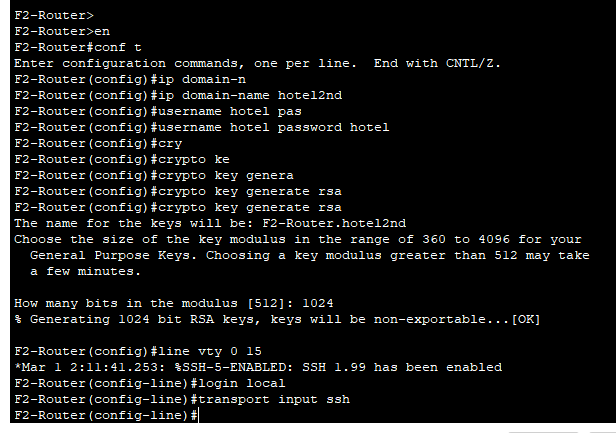 F2-Router>
F2-Router>en
F2-Router#conf t
Enter configuration commands, one per line.  End with CNTL/Z.
F2-Router(config)#ip domain-n
F2-Router(config)#ip domain-name hotel2nd
F2-Router(config)#username hotel pas
F2-Router(config)#username hotel password hotel
F2-Router(config)#cry
F2-Router(config)#crypto ke
F2-Router(config)#crypto key genera
F2-Router(config)#crypto key generate rsa
F2-Router(config)#crypto key generate rsa
The name for the keys will be: F2-Router.hotel2nd
Choose the size of the key modulus in the range of 360 to 4096 for your
  General Purpose Keys. Choosing a key modulus greater than 512 may take
  a few minutes.

How many bits in the modulus [512]: 1024
% Generating 1024 bit RSA keys, keys will be non-exportable...[OK]

F2-Router(config)#line vty 0 15
*Mar 1 2:11:41.253: %SSH-5-ENABLED: SSH 1.99 has been enabled
F2-Router(config-line)#login local
F2-Router(config-line)#transport input ssh
F2-Router(config-line)#